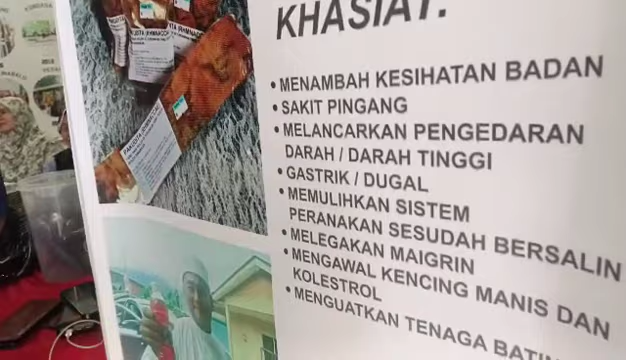 KHASIAT:
• MENAMBAH KESIHATAN BADAN
• SAKIT PINGANG
• MELANCARKAN PENGEDARAN
DARAH / DARAH TINGGI
• GASTRIK / DUGAL
• MEMULIHKAN SISTEM
PERANAKAN SESUDAH BERSALIN
• MELEGAKAN MAIGRIN
• MENGAWAL KENCING MANIS DAN
KOLESTROL
• MENGUATKAN TENAGA